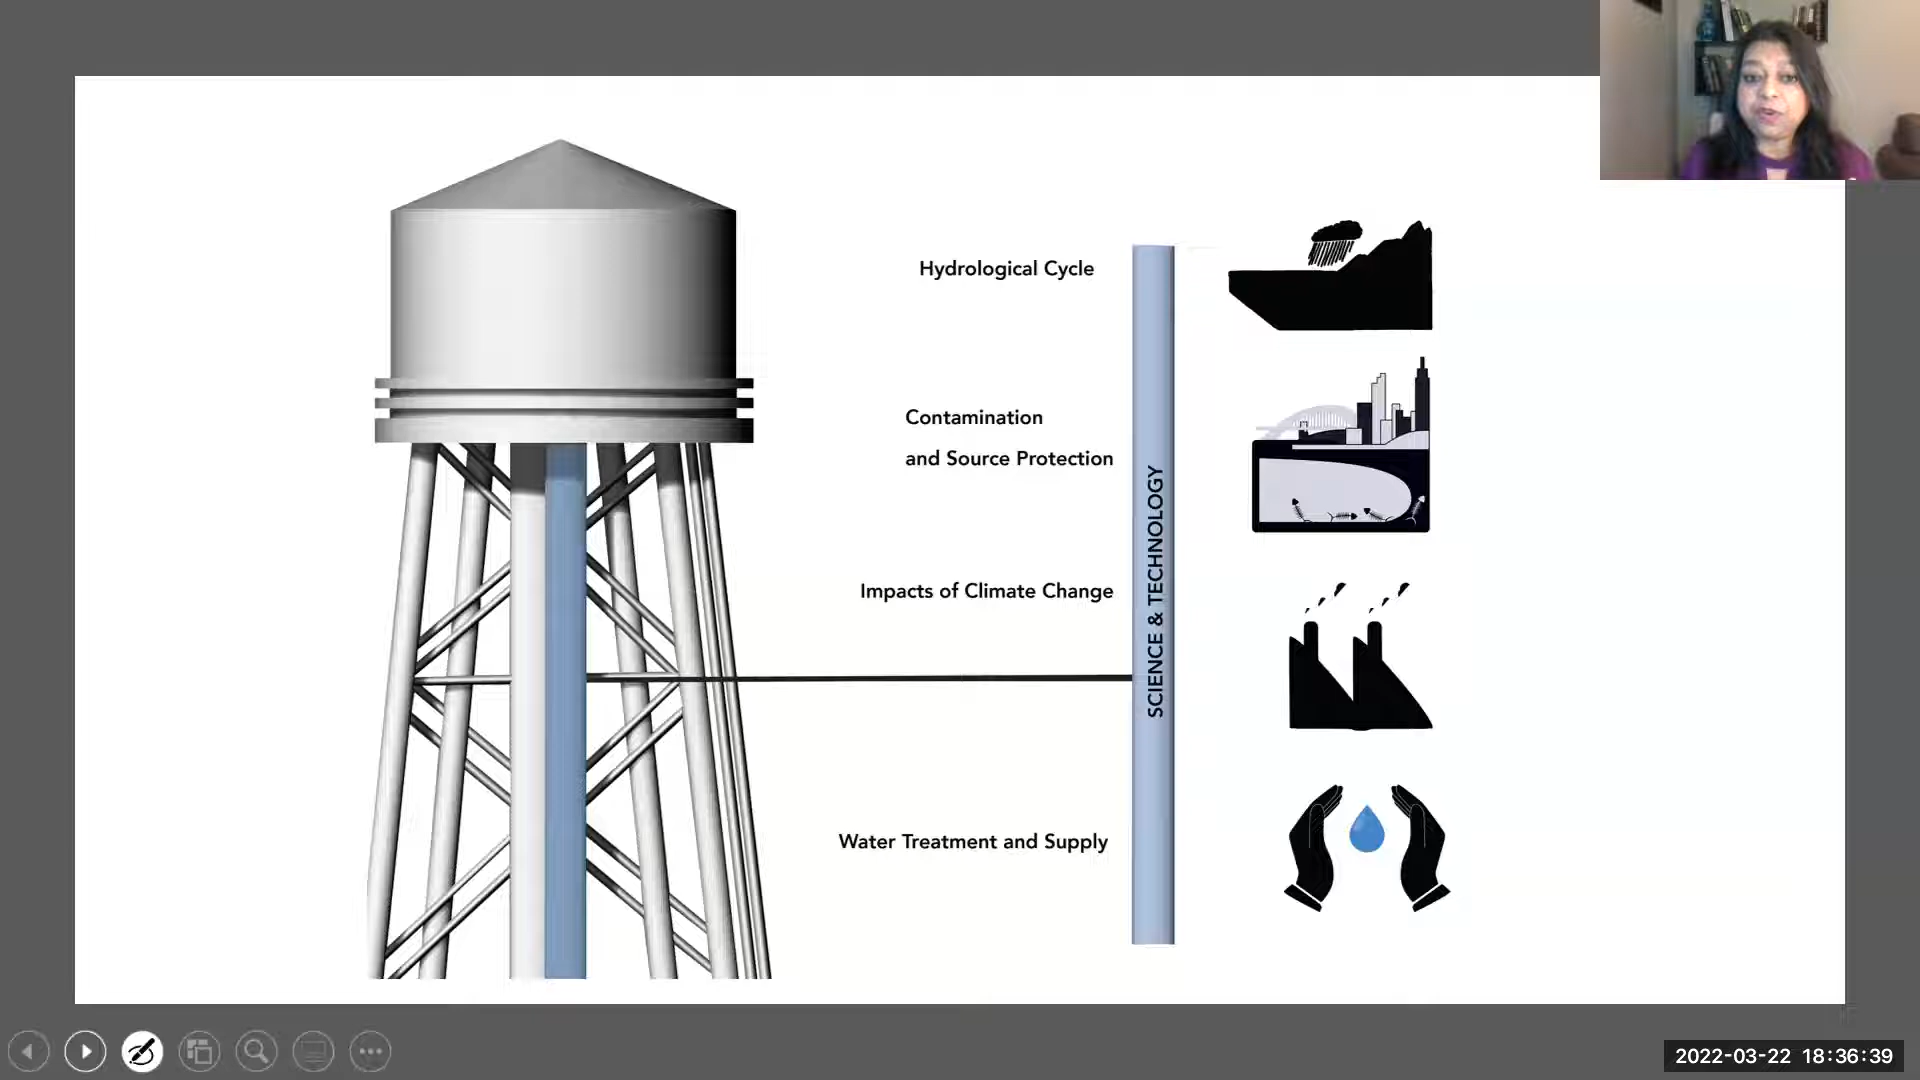 Hydrological Cycle
Contamination
and Source Protection
Impacts of Climate Change
SCIENCE & TECHNOLOGY
Water Treatment and Supply
2022-03-22 18:36:39